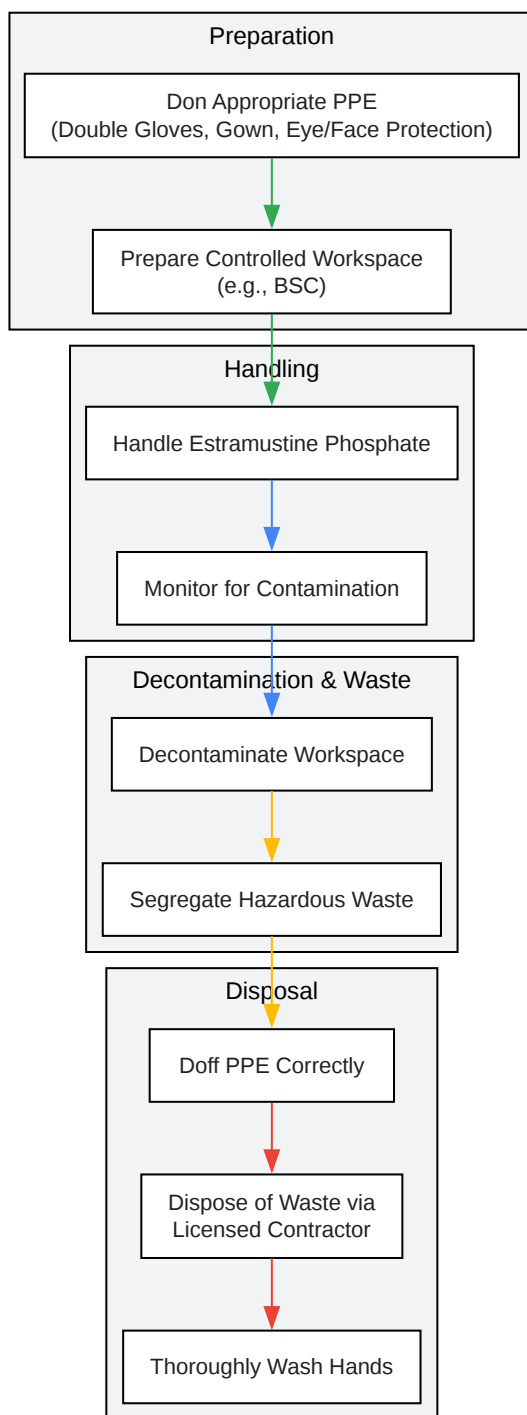 Preparation
Don Appropriate PPE
(Double Gloves, Gown, Eye/Face Protection)
Prepare Controlled Workspace
(e.g., BSC)
Handling
Handle Estramustine Phosphate
Monitor for Contamination
Decontamination & Waste
Decontaminate Workspace
Segregate Hazardous Waste
Disposal
Doff PPE Correctly
Dispose of Waste via
Licensed Contractor
Thoroughly Wash Hands